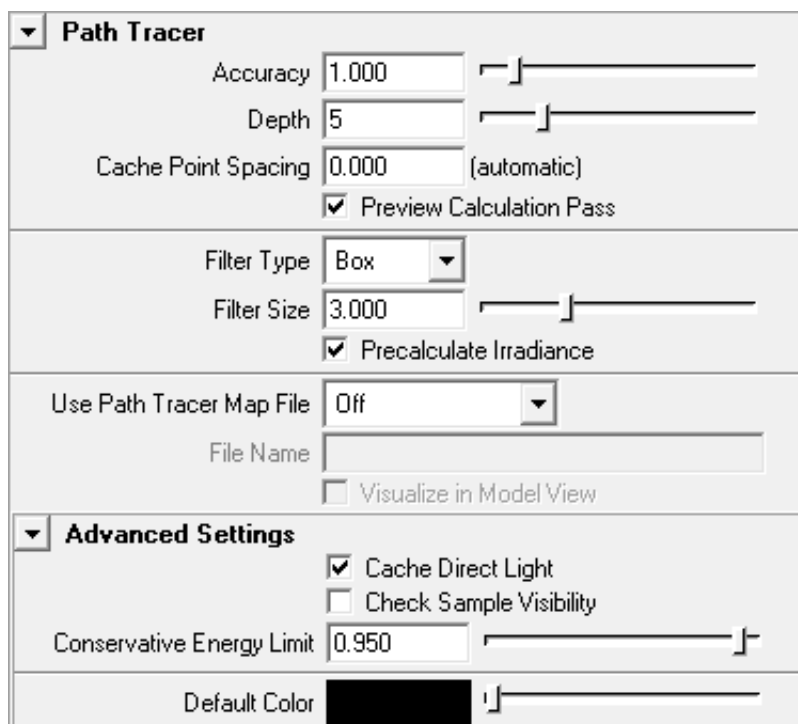 Path Tracer
Accuracy 1.000
Depth 5
Cache Point Spacing 0.000 (automatic)
Preview Calculation Pass
Filter Type Box
Filter Size 3.000
Precalculate Irradiance
Use Path Tracer Map File Off
File Name
Visualize in Model View
Advanced Settings
Cache Direct Light
Check Sample Visibility
Conservative Energy Limit 0.950
Default Color